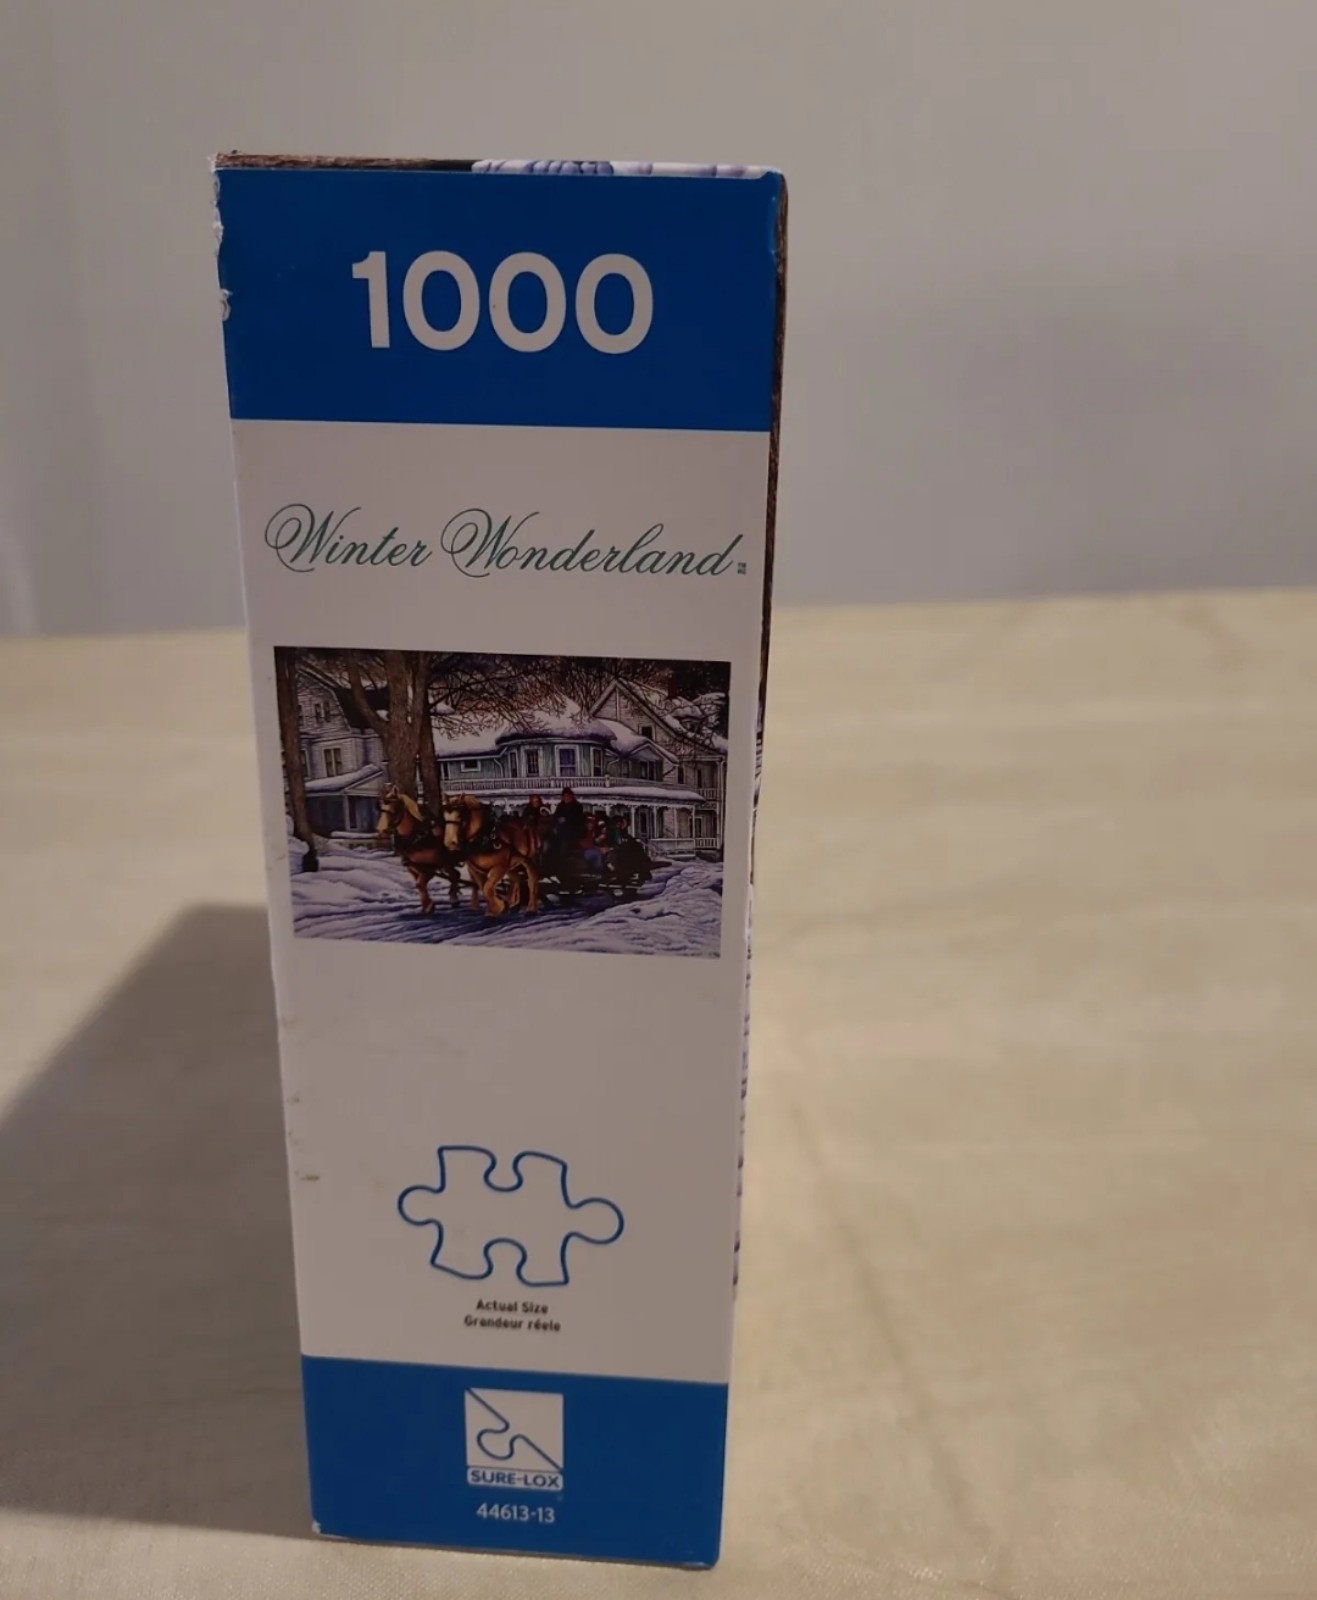 1000
Winter Wonderland
Actual Size
Grandeur réele
SURE-LOX
44613-13